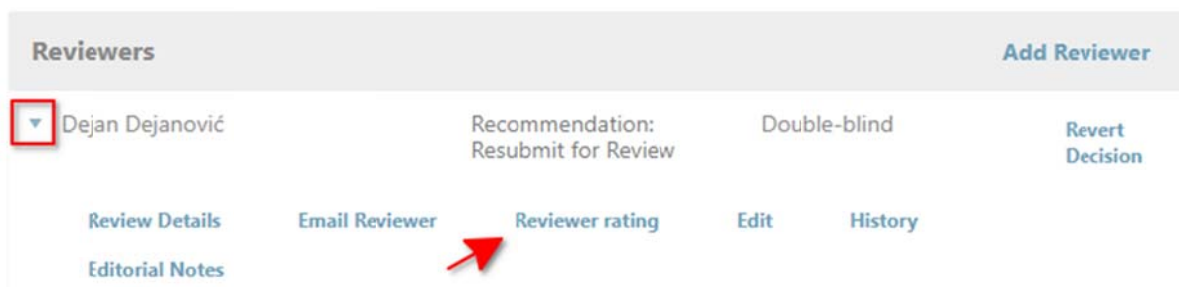 Reviewers Add Reviewer
Dejan Dejanović Recommendation: Double-blind Revert
Resubmit for Review Decision
Review Details Email Reviewer Reviewer rating Edit History
Editorial Notes